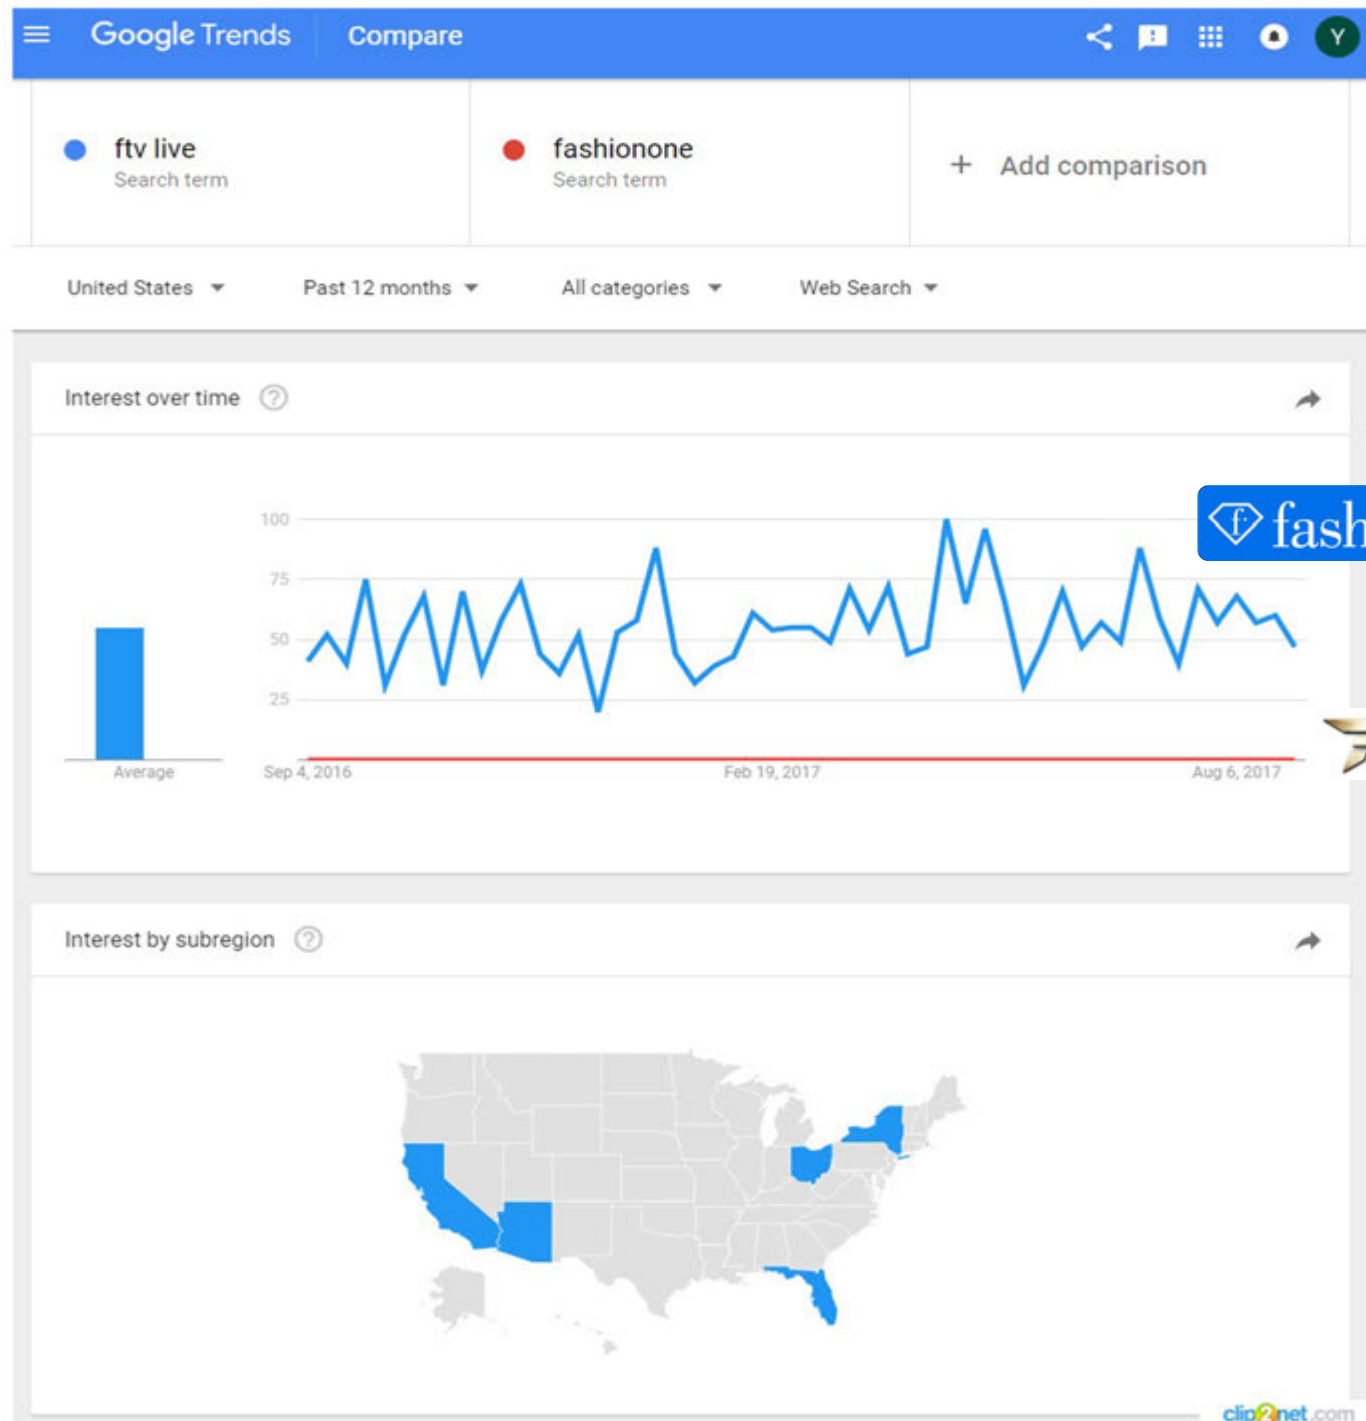 Google Trends Compare
Y
ftv live
Search term
fashionone
Search term
+ Add comparison
United States
Past 12 months
All categories
Web Search
Interest over time ?
100
75
50
25
Average
Sep 4, 2016
Feb 19, 2017
Aug 6, 2017
f fash
Interest by subregion ?
clip2net.com